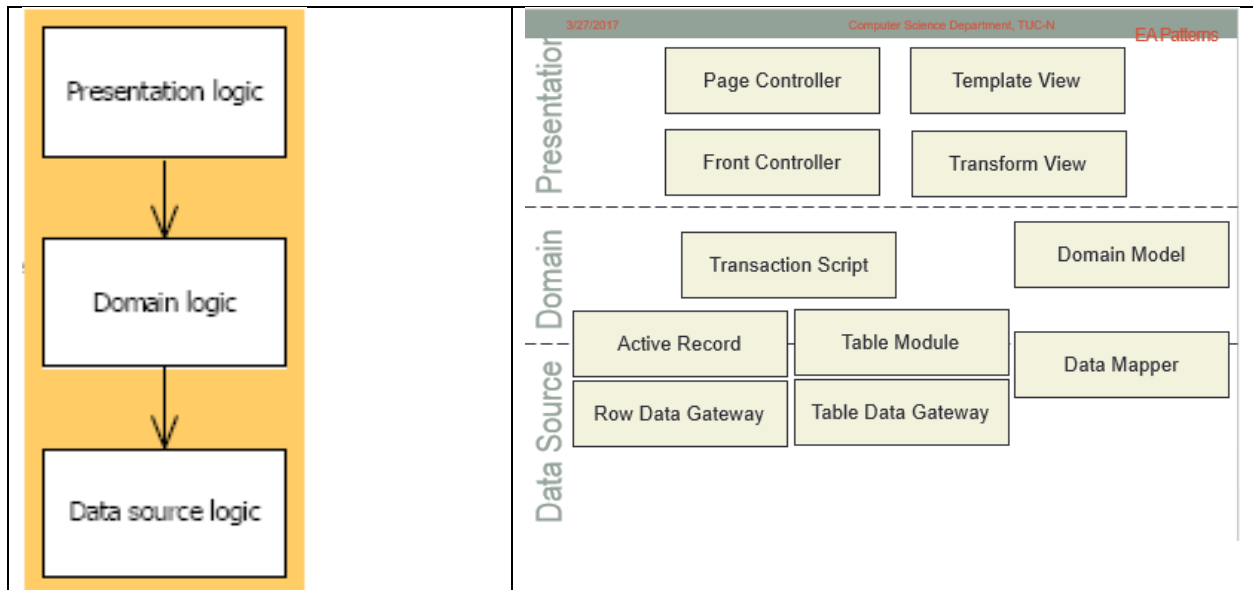 Presentation logic
Domain logic
Data source logic
3/27/2017
Computer Science Department, TUC-N
EA Patterns
Presentation
Page Controller
Template View
Front Controller
Transform View
Domain
Transaction Script
Domain Model
Active Record
Table Module
Data Mapper
Data Source
Row Data Gateway
Table Data Gateway